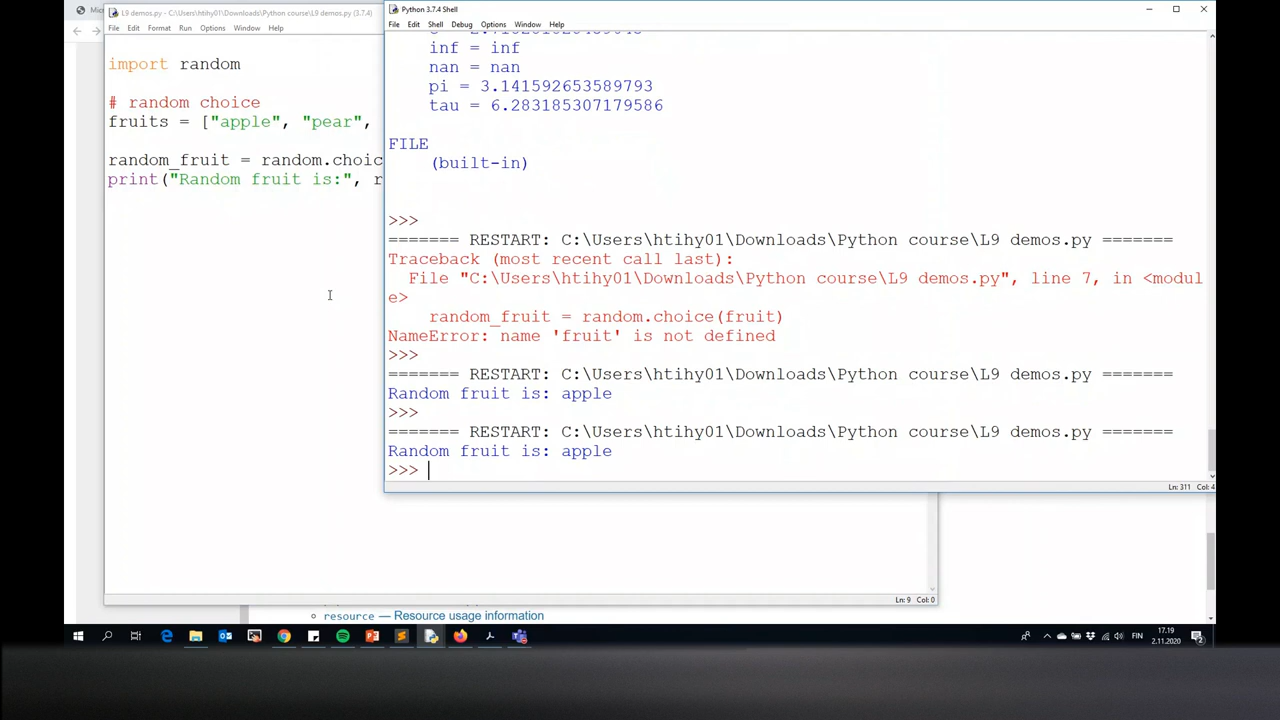 L9 demos.py - C:\Users\htihy01\Downloads\Python course\L9 demos.py (3.7.4)
File Edit Format Run Options Window Help
import random
# random choice
fruits = ["apple", "pear",
random_fruit = random.choic
print("Random fruit is:", r
Ln: 9 Col: 0
Python 3.7.4 Shell
File Edit Shell Debug Options Window Help
inf = inf
nan = nan
pi = 3.141592653589793
tau = 6.283185307179586
FILE
(built-in)
>>>
======= RESTART: C:\Users\htihy01\Downloads\Python course\L9 demos.py =======
Traceback (most recent call last):
File "C:\Users\htihy01\Downloads\Python course\L9 demos.py", line 7, in <modul
e>
random_fruit = random.choice(fruit)
NameError: name 'fruit' is not defined
>>>
======= RESTART: C:\Users\htihy01\Downloads\Python course\L9 demos.py =======
Random fruit is: apple
>>>
======= RESTART: C:\Users\htihy01\Downloads\Python course\L9 demos.py =======
Random fruit is: apple
>>>
Ln: 311 Col: 4
resource — Resource usage information
FIN
17.19
2.11.2020
2